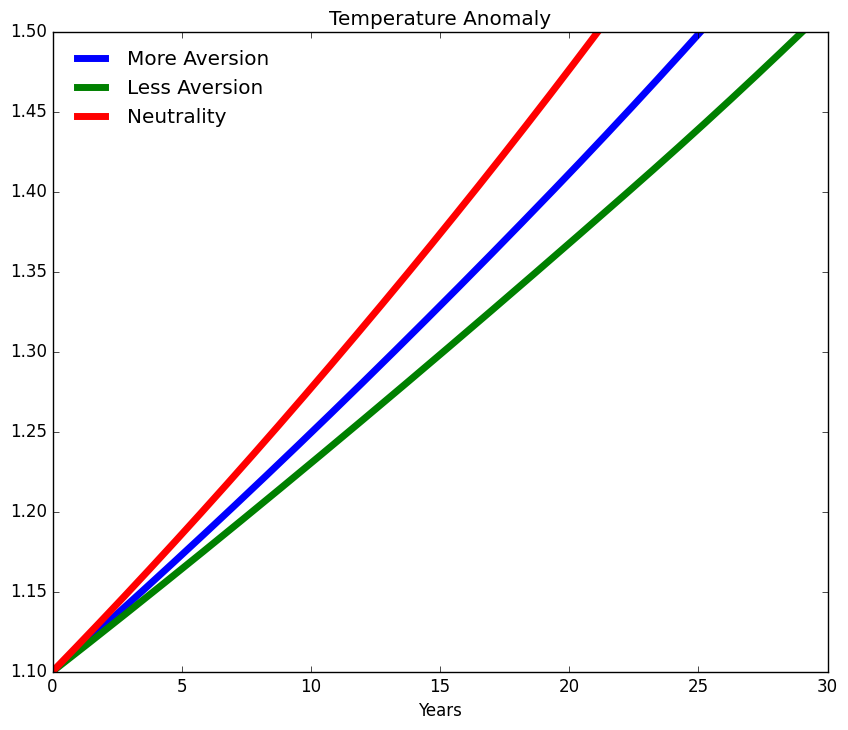 Temperature Anomaly
1.50
1.45
1.40
1.35
1.30
1.25
1.20
1.15
1.10
More Aversion
Less Aversion
Neutrality
0 5 10 15 20 25 30
Years